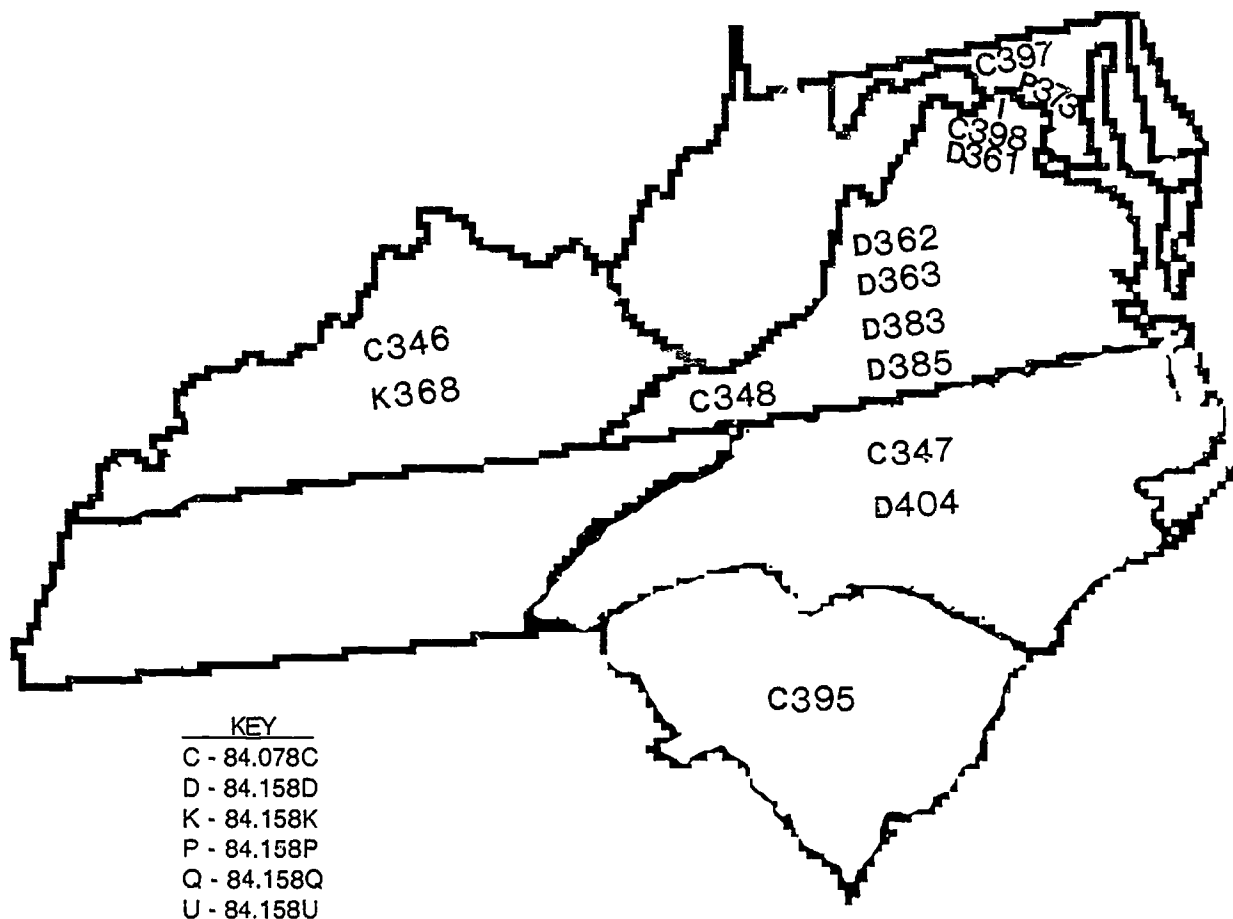 C397
P373
C398
D361
D362
D363
D383
D385
C346
K368
C348
C347
D404
C395
KEY
C - 84.078C
D - 84.158D
K - 84.158K
P - 84.158P
Q - 84.158Q
U - 84.158U